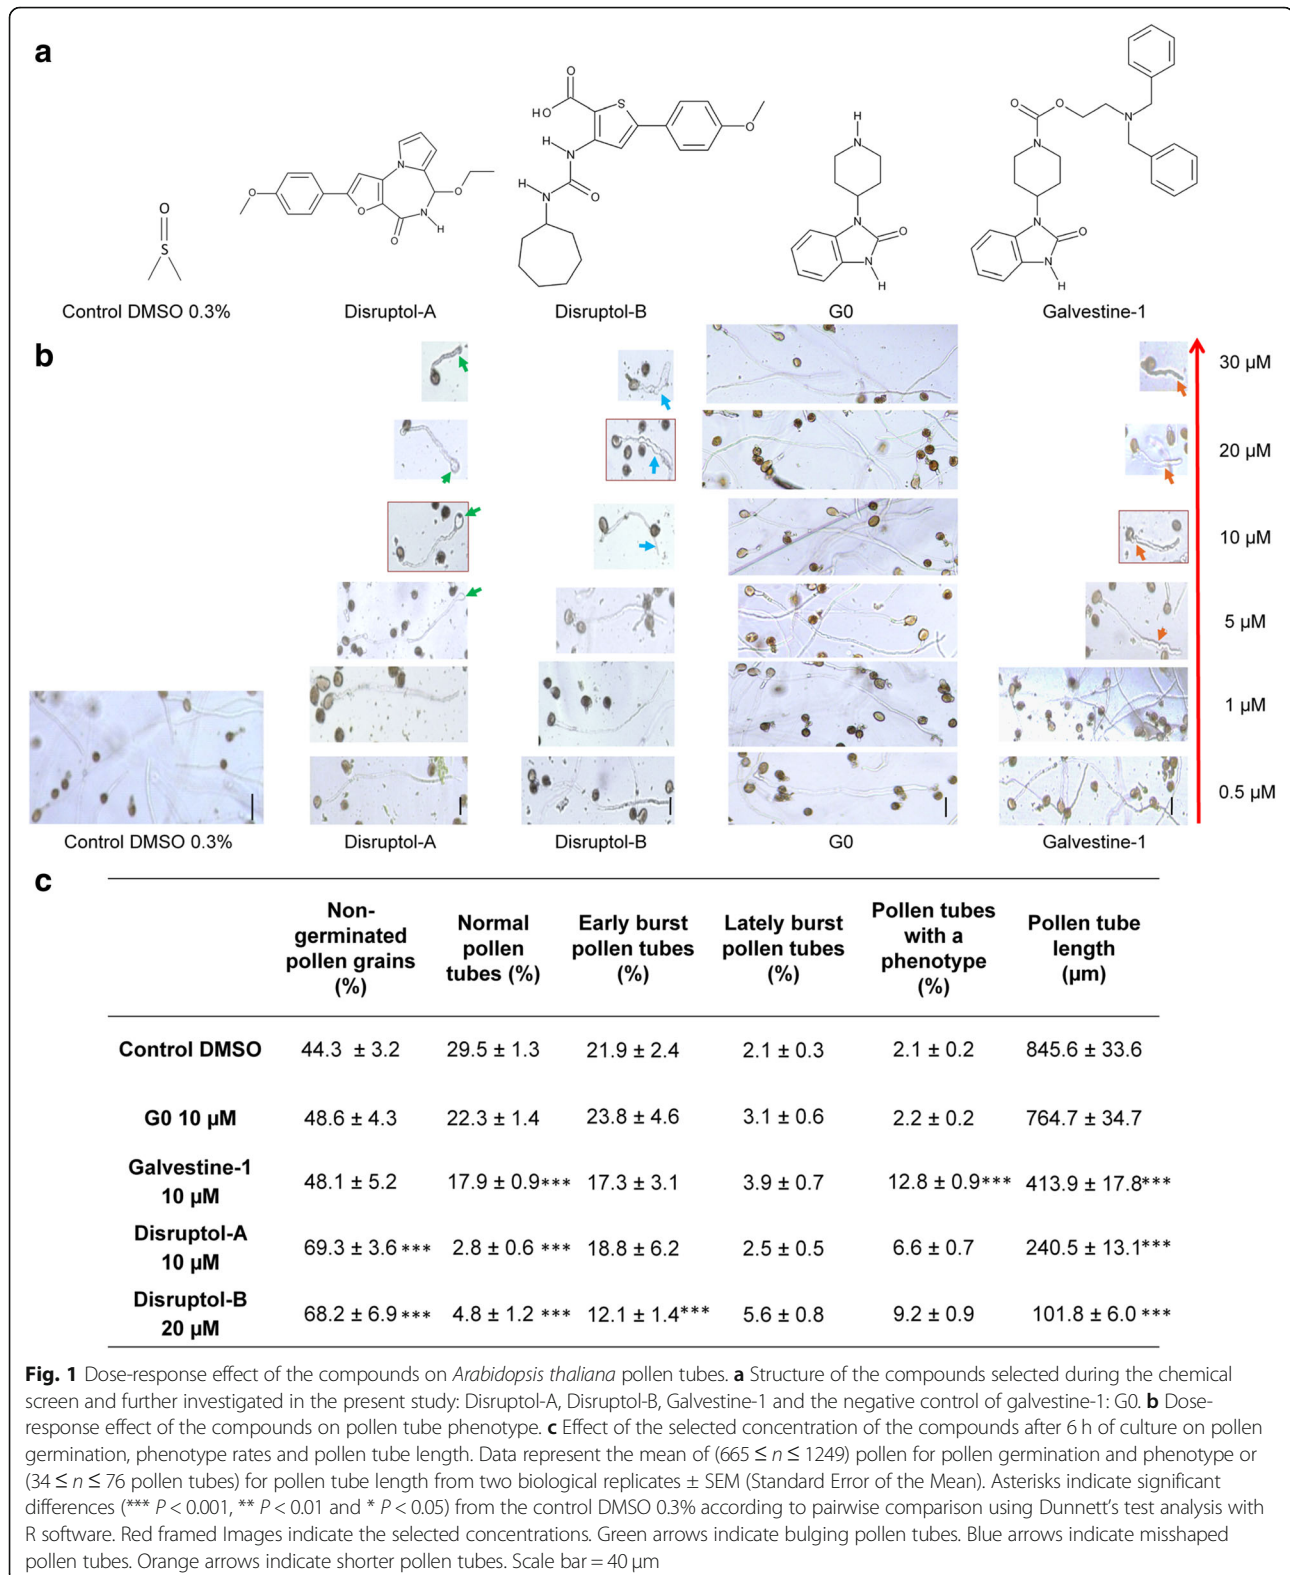 a
O
S
Control DMSO 0.3%
O
O
N
O
N
H
O
Disruptol-A
O
HO
S
O
H
N
O
H
N
Disruptol-B
H
N
N
O
N
H
G0
O
O
N
N
N
O
N
H
Galvestine-1
b
30 µM
20 µM
10 µM
5 µM
1 µM
0.5 µM
Control DMSO 0.3%
Disruptol-A
Disruptol-B
G0
Galvestine-1
c
Non-germinated pollen grains (%) Normal pollen tubes (%) Early burst pollen tubes (%) Lately burst pollen tubes (%) Pollen tubes with a phenotype (%) Pollen tube length (µm)
Control DMSO 44.3 ± 3.2 29.5 ± 1.3 21.9 ± 2.4 2.1 ± 0.3 2.1 ± 0.2 845.6 ± 33.6
G0 10 µM 48.6 ± 4.3 22.3 ± 1.4 23.8 ± 4.6 3.1 ± 0.6 2.2 ± 0.2 764.7 ± 34.7
Galvestine-1 10 µM 48.1 ± 5.2 17.9 ± 0.9*** 17.3 ± 3.1 3.9 ± 0.7 12.8 ± 0.9*** 413.9 ± 17.8***
Disruptol-A 10 µM 69.3 ± 3.6 *** 2.8 ± 0.6 *** 18.8 ± 6.2 2.5 ± 0.5 6.6 ± 0.7 240.5 ± 13.1***
Disruptol-B 20 µM 68.2 ± 6.9 *** 4.8 ± 1.2 *** 12.1 ± 1.4*** 5.6 ± 0.8 9.2 ± 0.9 101.8 ± 6.0 ***
Fig. 1 Dose-response effect of the compounds on Arabidopsis thaliana pollen tubes. a Structure of the compounds selected during the chemical
screen and further investigated in the present study: Disruptol-A, Disruptol-B, Galvestine-1 and the negative control of galvestine-1: G0. b Dose-
response effect of the compounds on pollen tube phenotype. c Effect of the selected concentration of the compounds after 6 h of culture on pollen
germination, phenotype rates and pollen tube length. Data represent the mean of (665 ≤ n ≤ 1249) pollen for pollen germination and phenotype or
(34 ≤ n ≤ 76 pollen tubes) for pollen tube length from two biological replicates ± SEM (Standard Error of the Mean). Asterisks indicate significant
differences (*** P < 0.001, ** P < 0.01 and * P < 0.05) from the control DMSO 0.3% according to pairwise comparison using Dunnett's test analysis with
R software. Red framed Images indicate the selected concentrations. Green arrows indicate bulging pollen tubes. Blue arrows indicate misshaped
pollen tubes. Orange arrows indicate shorter pollen tubes. Scale bar = 40 µm